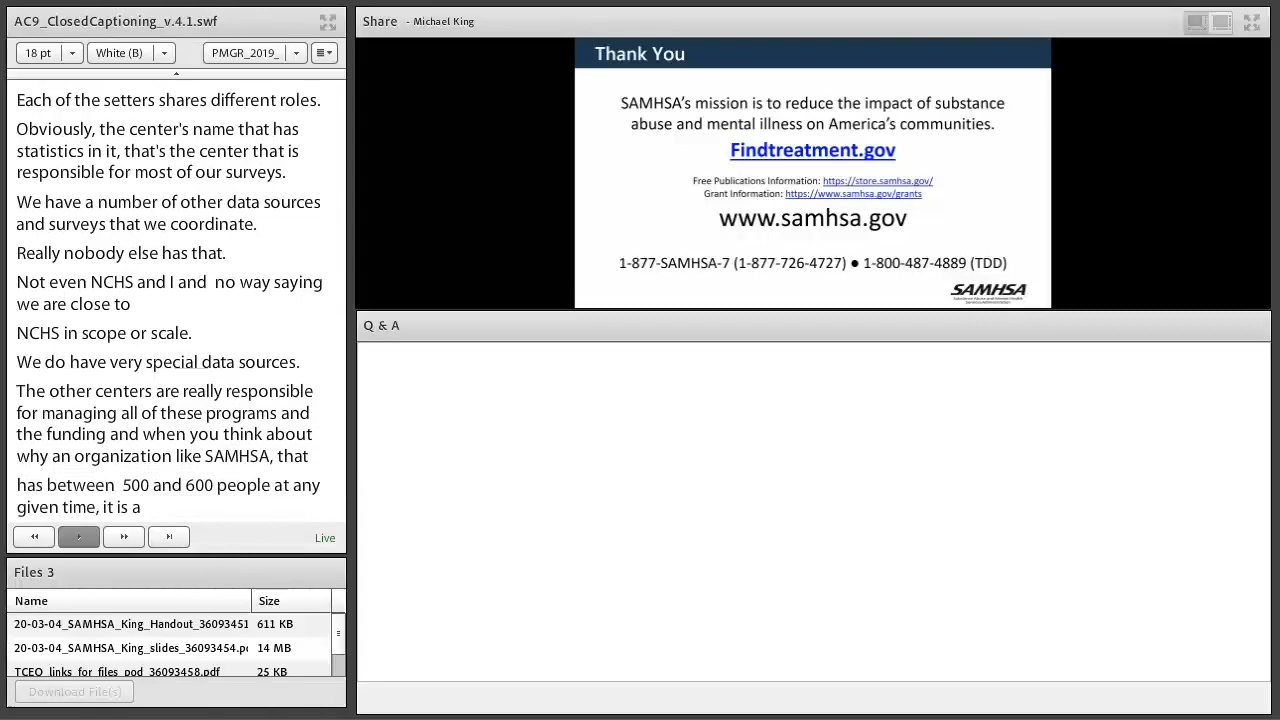 AC9_ClosedCaptioning_v.4.1.swf
18 pt
White (B)
PMGR_2019_
Each of the setters shares different roles.
Obviously, the center's name that has
statistics in it, that's the center that is
responsible for most of our surveys.
We have a number of other data sources
and surveys that we coordinate.
Really nobody else has that.
Not even NCHS and I and  no way saying
we are close to
NCHS in scope or scale.
We do have very special data sources.
The other centers are really responsible
for managing all of these programs and
the funding and when you think about
why an organization like SAMHSA, that
has between  500 and 600 people at any
given time, it is a
Live
Files 3
Name Size
20-03-04_SAMHSA_King_Handout_36093451 611 KB
20-03-04_SAMHSA_King_slides_36093454.pd 14 MB
TCEO_links_for_files_pod_36093458.pdf 25 KB
Download File(s)
Share - Michael King
Thank You
SAMHSA's mission is to reduce the impact of substance
abuse and mental illness on America's communities.
Findtreatment.gov
Free Publications Information: https://store.samhsa.gov/
Grant Information: https://www.samhsa.gov/grants
www.samhsa.gov
1-877-SAMHSA-7 (1-877-726-4727) ● 1-800-487-4889 (TDD)
SAMHSA
Substance Abuse and Mental Health
Services Administration
Q & A